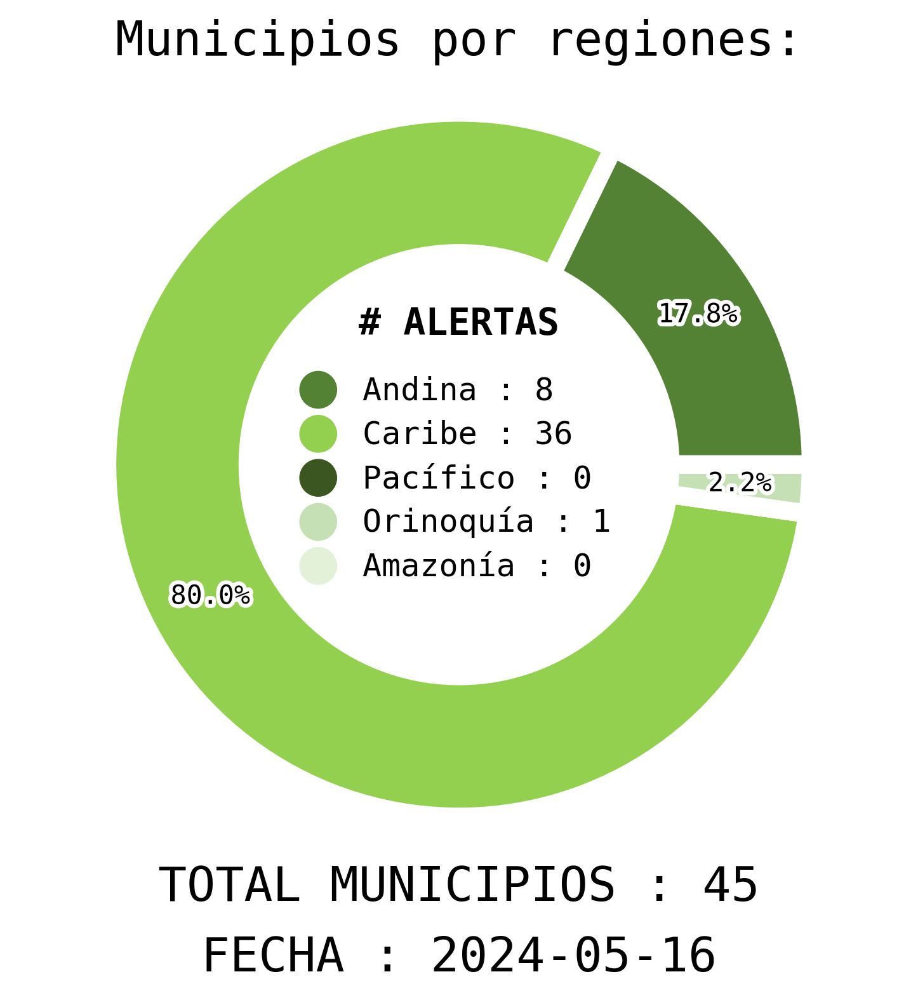 Municipios por regiones:
17.8%
# ALERTAS
Andina : 8
Caribe : 36
Pacífico : 0
2.2%
Orinoquía : 1
Amazonía : 0
80.0%
TOTAL MUNICIPIOS : 45
FECHA : 2024-05-16